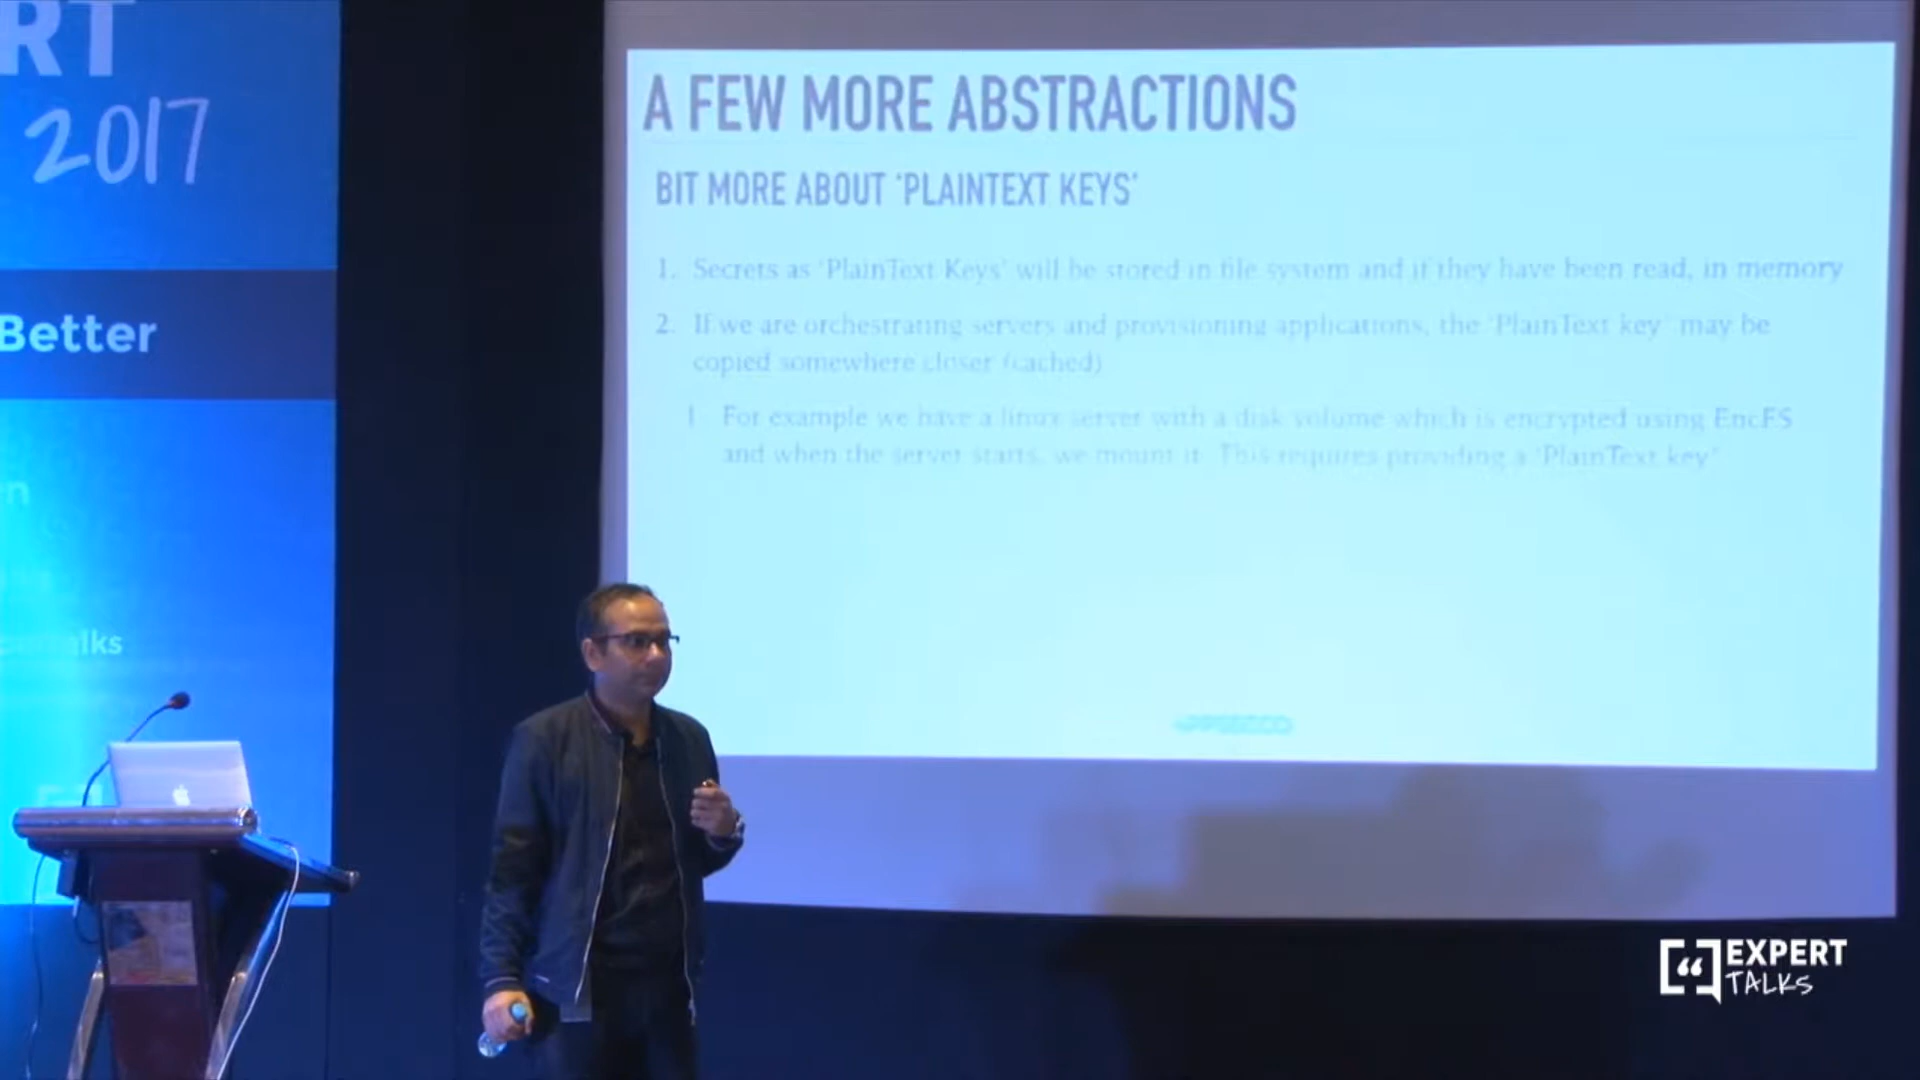 RT
2017
Better
n
alks
A FEW MORE ABSTRACTIONS
BIT MORE ABOUT 'PLAINTEXT KEYS'
1. Secrets as 'PlainText Keys' will be stored in file system and if they have been read, in memory
2. If we are orchestrating servers and provisioning applications, the 'PlainText key' may be
copied somewhere closer (cached)
1. For example we have a linux server with a disk volume which is encrypted using EncFS
and when the server starts, we mount it. This requires providing a 'PlainText key'
APPSECCO
EXPERT
TALKS